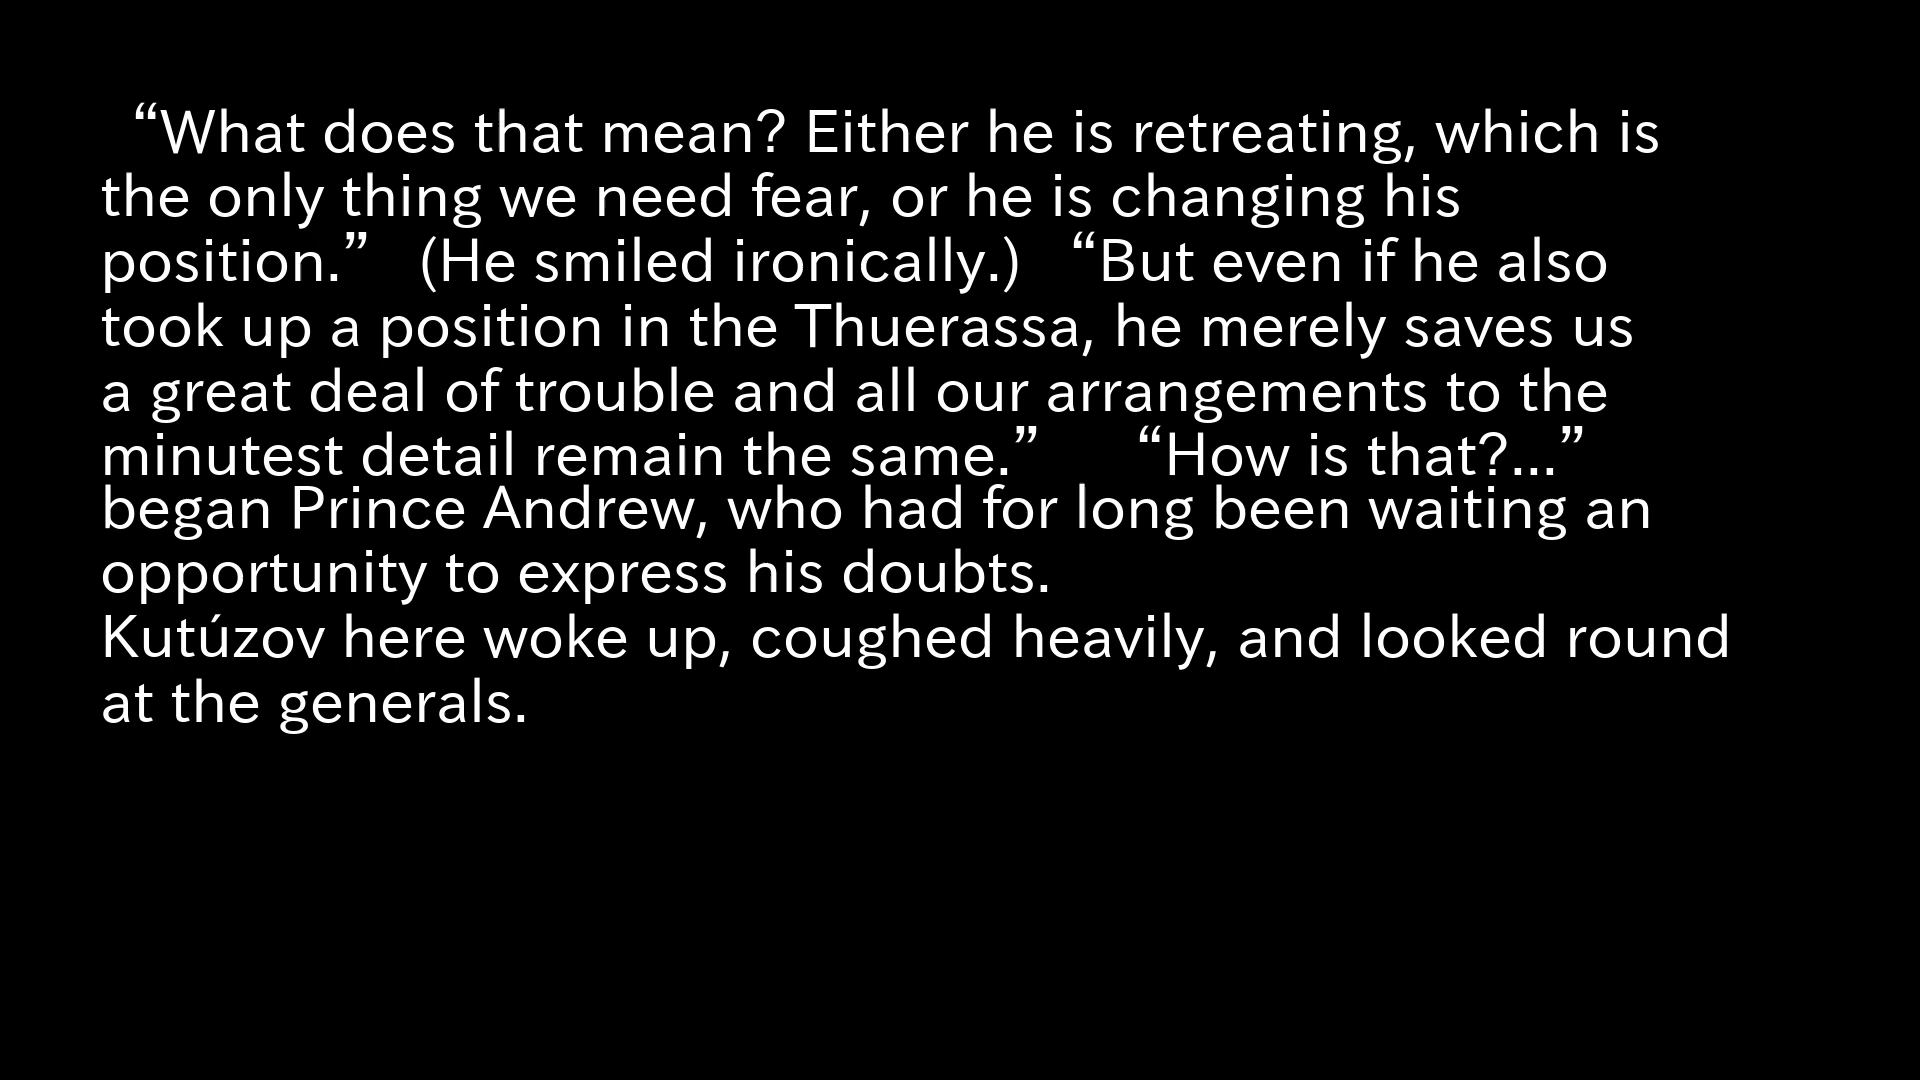 “What does that mean? Either he is retreating, which is
the only thing we need fear, or he is changing his
position.” (He smiled ironically.) “But even if he also
took up a position in the Thuerassa, he merely saves us
a great deal of trouble and all our arrangements to the
minutest detail remain the same.” “How is that?...”
began Prince Andrew, who had for long been waiting an
opportunity to express his doubts.
Kutúzov here woke up, coughed heavily, and looked round
at the generals.